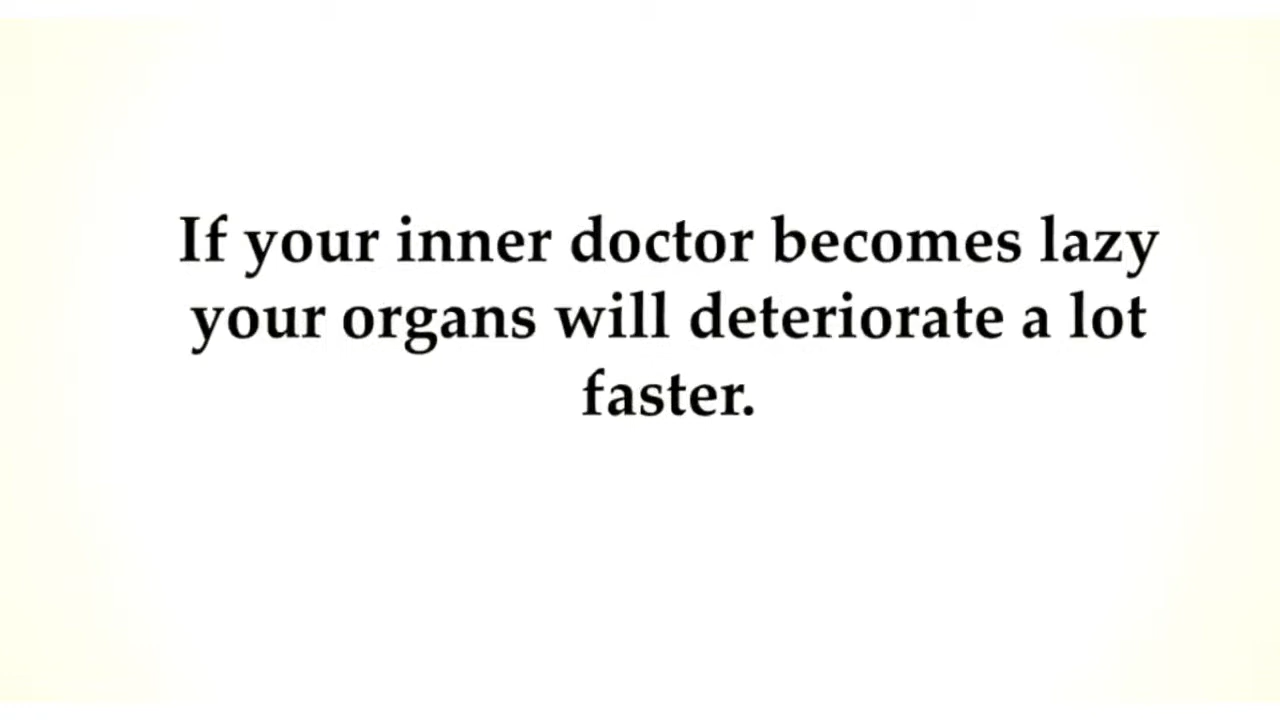 If your inner doctor becomes lazy
your organs will deteriorate a lot
faster.